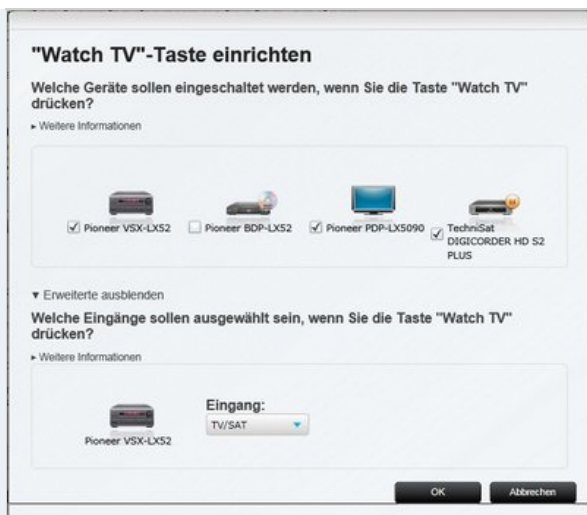 "Watch TV"-Taste einrichten
Welche Geräte sollen eingeschaltet werden, wenn Sie die Taste "Watch TV"
drücken?
▸ Weitere Informationen
Pioneer VSX-LX52
Pioneer BDP-LX52
Pioneer PDP-LX5090
TechniSat
DIGICORDER HD S2
PLUS
▼ Erweiterte ausblenden
Welche Eingänge sollen ausgewählt sein, wenn Sie die Taste "Watch TV"
drücken?
▸ Weitere Informationen
Eingang:
TV/SAT
Pioneer VSX-LX52
OK
Abbrechen